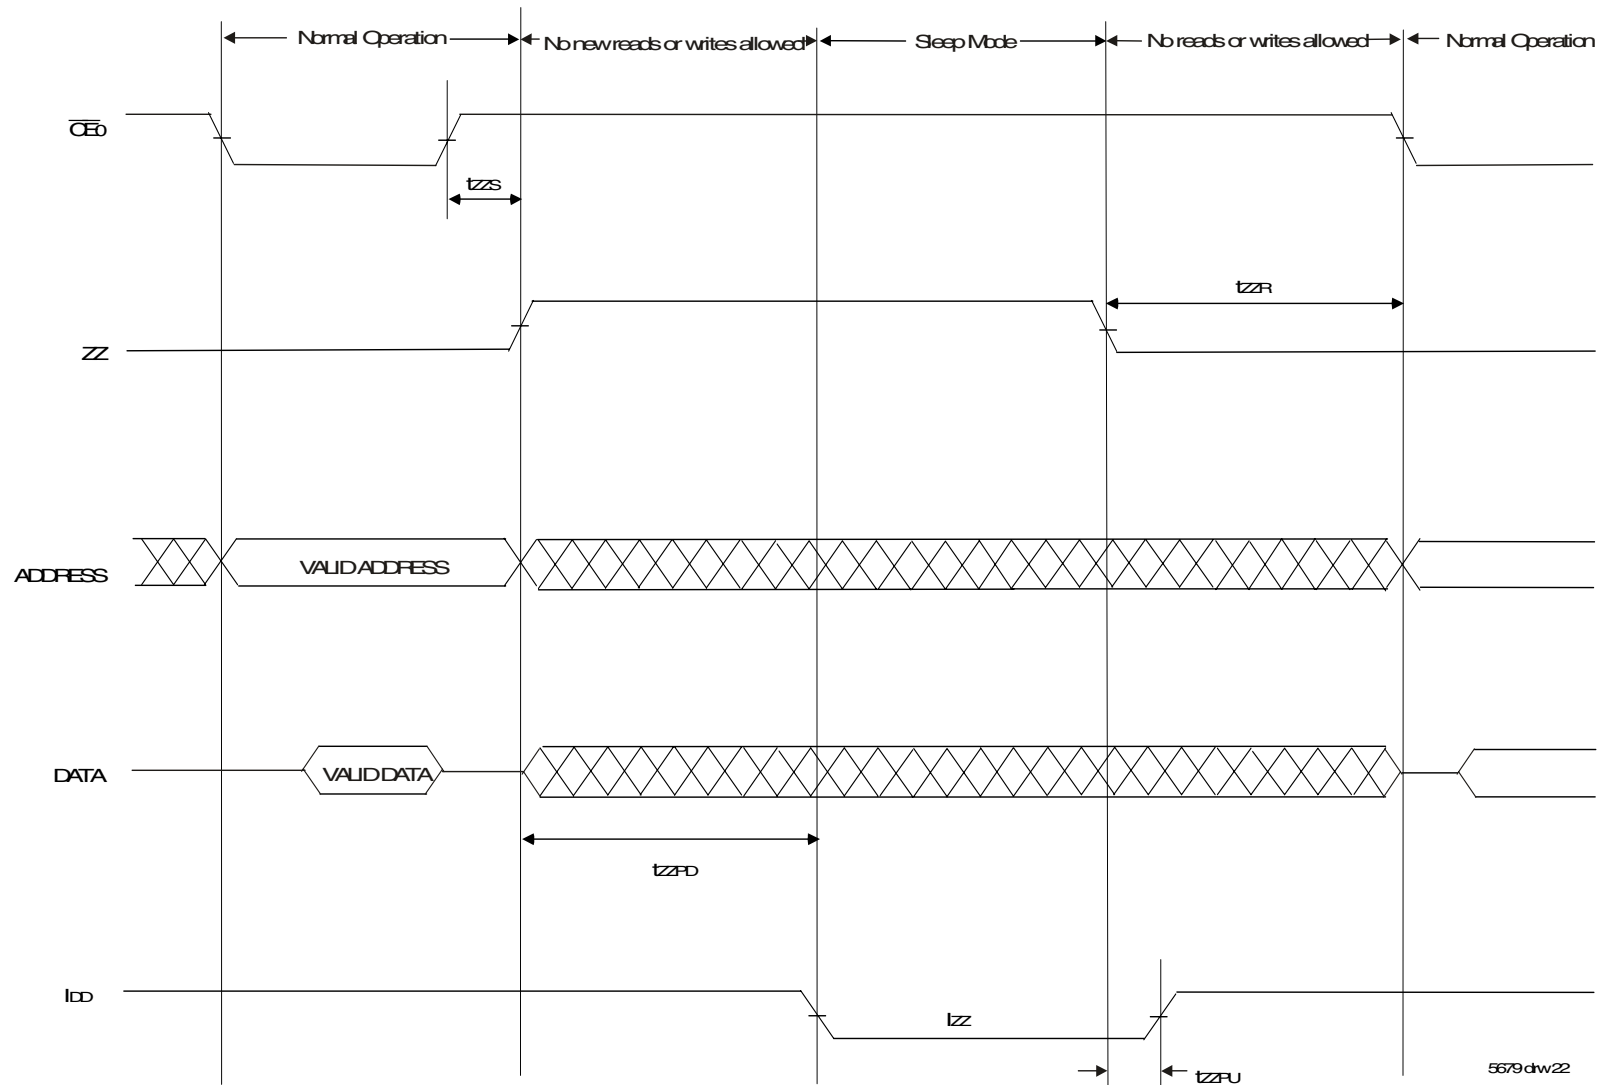 Normal Operation
No new reads or writes allowed
Sleep Mode
No reads or writes allowed
Normal Operation
CE0
tZZS
tZZR
ZZ
ADDRESS
VALID ADDRESS
DATA
VALID DATA
tZZPD
IDD
IZZ
tZZPU
5679 drw 22